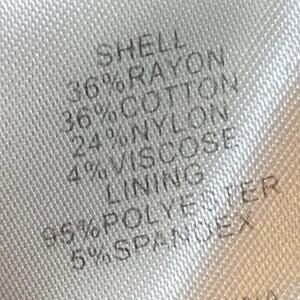 SHELL
36%RAYON
36%COTTON
24%NYLON
4%VISCOSE
LINING
95%POLYESTER
5%SPANDEX